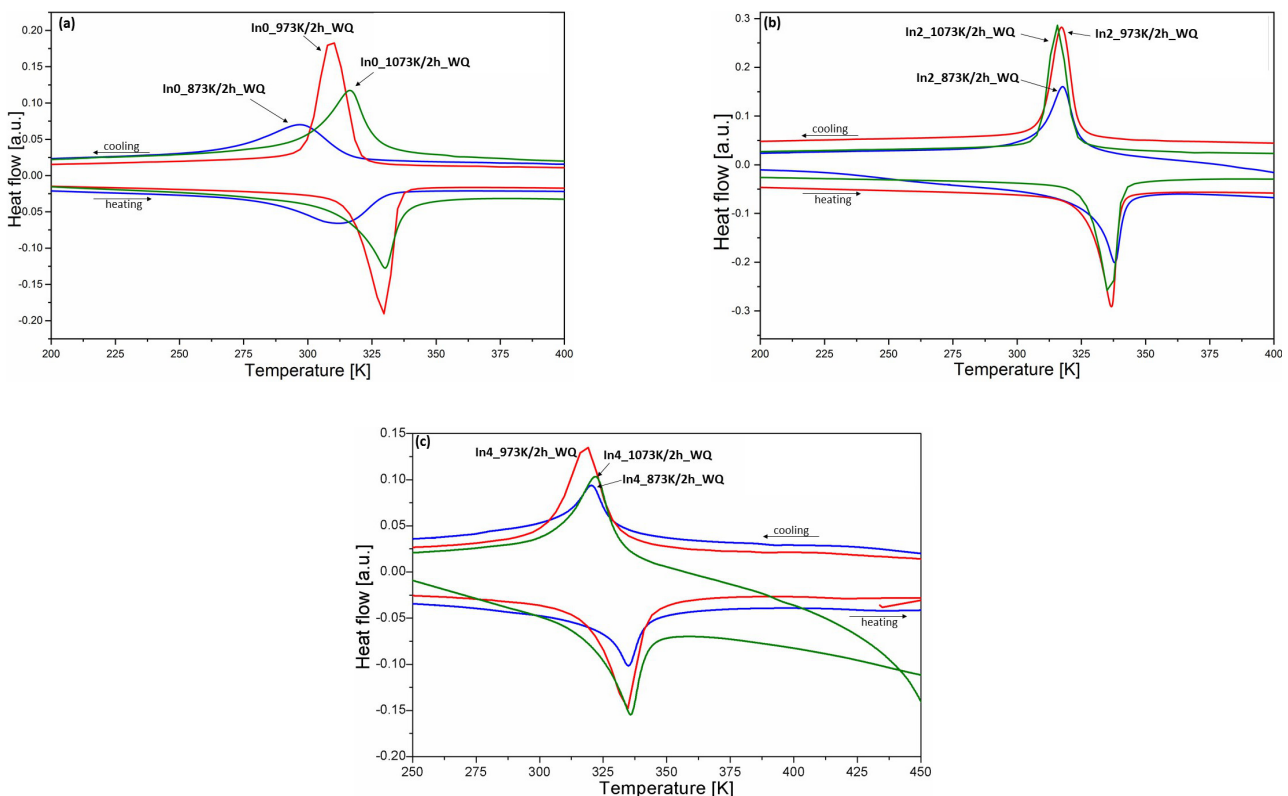 (a)
In0_973K/2h_WQ
In0_1073K/2h_WQ
In0_873K/2h_WQ
cooling
heating
Heat flow [a.u.]
0.20
0.15
0.10
0.05
0.00
-0.05
-0.10
-0.15
-0.20
200 225 250 275 300 325 350 375 400
Temperature [K]
(b)
In2_1073K/2h_WQ In2_973K/2h_WQ
In2_873K/2h_WQ
cooling
heating
Heat flow [a.u.]
0.3
0.2
0.1
0.0
-0.1
-0.2
-0.3
200 225 250 275 300 325 350 375 400
Temperature [K]
(c)
In4_973K/2h_WQ In4_1073K/2h_WQ
In4_873K/2h_WQ
cooling
heating
Heat flow [a.u.]
0.15
0.10
0.05
0.00
-0.05
-0.10
-0.15
-0.20
250 275 300 325 350 375 400 425 450
Temperature [K]